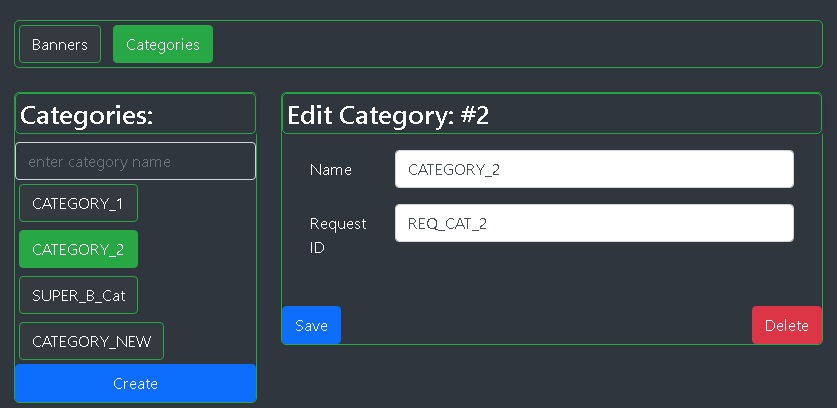 Banners Categories
Categories:
enter category name
CATEGORY_1
CATEGORY_2
SUPER_B_Cat
CATEGORY_NEW
Create
Edit Category: #2
Name CATEGORY_2
Request REQ_CAT_2
ID
Save Delete